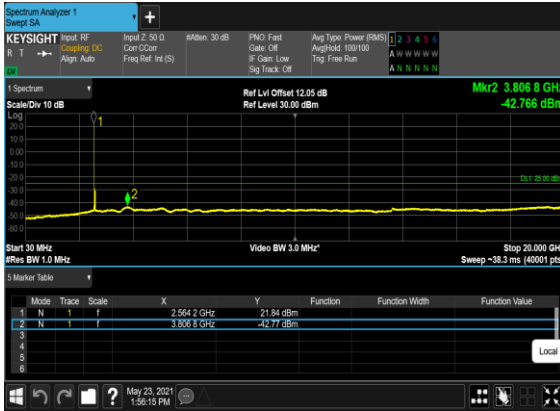 Spectrum Analyzer 1
Swept SA
+
KEYSIGHT Input: RF Input Z: 50 Ω #Atten: 30 dB PNO: Fast Avg Type: Power (RMS) 1 2 3 4 5 6
R T Coupling: DC Corr CCorr Gate: Off Avg|Hold: 100/100 A W W W W W
Align: Auto Freq Ref: Int (S) IF Gain: Low Trig: Free Run
Sig Track: Off A N N N N N
1 Spectrum Ref Lvl Offset 12.05 dB Mkr2 3.806 8 GHz
Scale/Div 10 dB Ref Level 30.00 dBm -42.766 dBm
Log
20.0
10.0
0.00
-10.0
-20.0
-30.0
-40.0
-50.0
-60.0
1
2
DL1 25.00 dBm
Start 30 MHz Video BW 3.0 MHz* Stop 20.000 GH
#Res BW 1.0 MHz Sweep ~38.3 ms (40001 pts
5 Marker Table
Mode Trace Scale X Y Function Function Width Function Value
1 N 1 f 2.564 2 GHz 21.84 dBm
2 N 1 f 3.806 8 GHz -42.77 dBm
3
4
5
6
Local
? May 23, 2021
1:56:15 PM